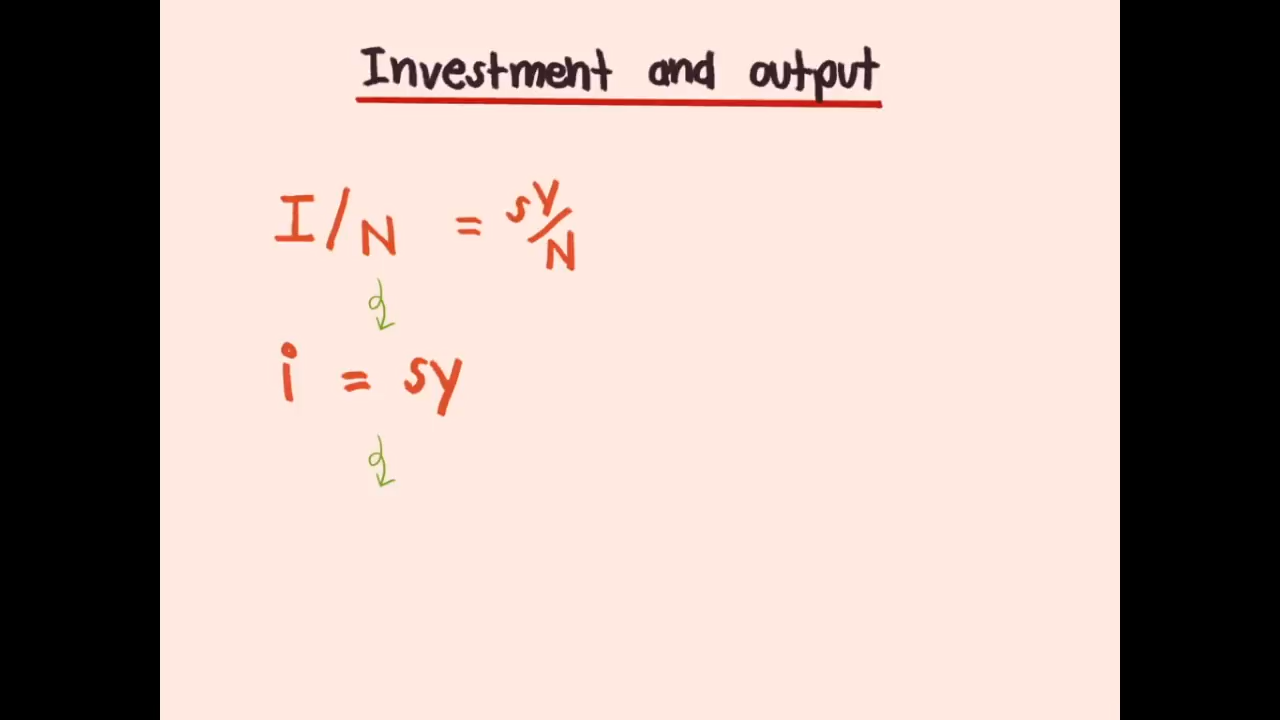 Investment and output
I/N = sY/N
i = sy